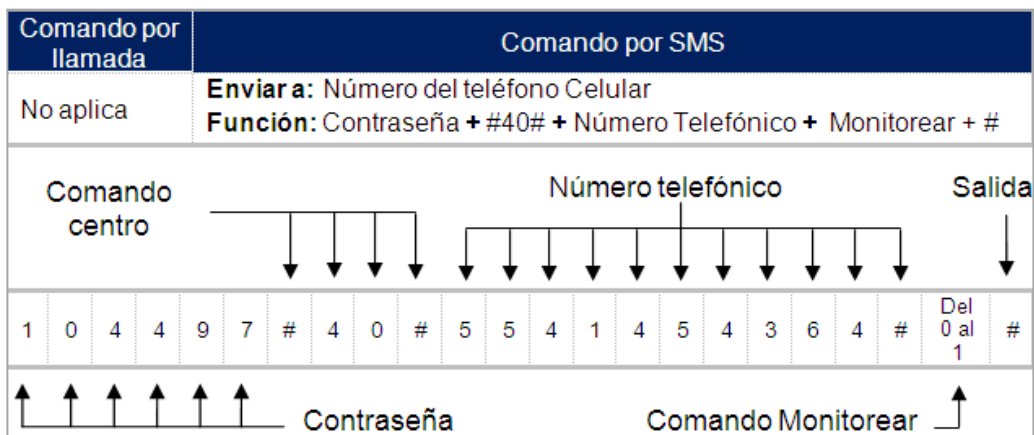 Comando por llamada
Comando por SMS
No aplica
Enviar a: Número del teléfono Celular
Función: Contraseña + #40# + Número Telefónico + Monitorear + #
Comando centro
Número telefónico
Salida
1 0 4 4 9 7 # 4 0 # 5 5 4 1 4 5 4 3 6 4 # Del 0 al 1 #
Contraseña
Comando Monitorear